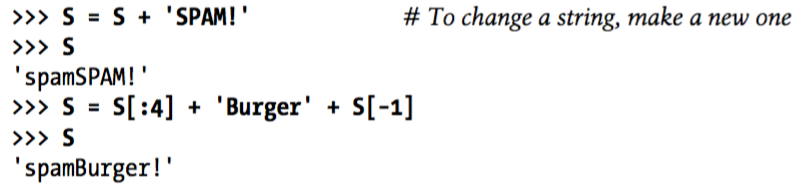 >>> S = S + 'SPAM!' # To change a string, make a new one
>>> S
'spamSPAM!'
>>> S = S[:4] + 'Burger' + S[-1]
>>> S
'spamBurger!'